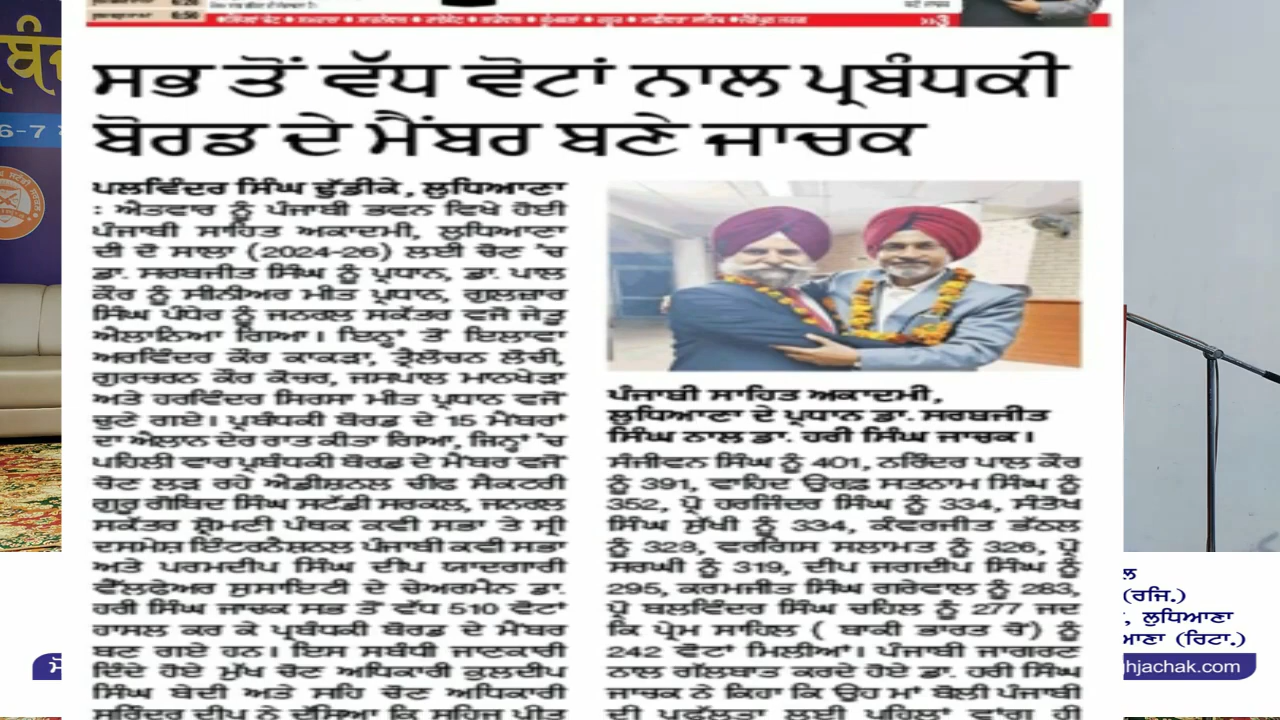 6-7
6:50
»3
ਸਭ ਤੋਂ ਵੱਧ ਵੋਟਾਂ ਨਾਲ ਪ੍ਰਬੰਧਕੀ
ਬੋਰਡ ਦੇ ਮੈਂਬਰ ਬਣੇ ਜਾਚਕ
ਪਲਵਿੰਦਰ ਸਿੰਘ ਢੁੱਡੀਕੇ, ਲੁਧਿਆਣਾ
: ਐਤਵਾਰ ਨੂੰ ਪੰਜਾਬੀ ਭਵਨ ਵਿਖੇ ਹੋਈ
ਪੰਜਾਬੀ ਸਾਹਿਤ ਅਕਾਦਮੀ, ਲੁਧਿਆਣਾ
ਦੀ ਦੋ ਸਾਲਾ (2024-26) ਲਈ ਚੋਣ 'ਚ
ਡਾ. ਸਰਬਜੀਤ ਸਿੰਘ ਨੂੰ ਪ੍ਰਧਾਨ, ਡਾ. ਪਾਲ
ਕੌਰ ਨੂੰ ਸੀਨੀਅਰ ਮੀਤ ਪ੍ਰਧਾਨ, ਗੁਲਜ਼ਾਰ
ਸਿੰਘ ਪੰਧੇਰ ਨੂੰ ਜਨਰਲ ਸਕੱਤਰ ਵਜੋਂ ਜੇਤੂ
ਐਲਾਨਿਆ ਗਿਆ। ਇਨ੍ਹਾਂ ਤੋਂ ਇਲਾਵਾ
ਅਰਵਿੰਦਰ ਕੌਰ ਕਾਕੜਾ, ਤ੍ਰੈਲੋਚਨ ਲੋਚੀ,
ਗੁਰਚਰਨ ਕੌਰ ਕੋਚਰ, ਜਸਪਾਲ ਮਾਨਖੇੜਾ
ਅਤੇ ਹਰਵਿੰਦਰ ਸਿਰਸਾ ਮੀਤ ਪ੍ਰਧਾਨ ਵਜੋਂ
ਚੁਣੇ ਗਏ। ਪ੍ਰਬੰਧਕੀ ਬੋਰਡ ਦੇ 15 ਮੈਂਬਰਾਂ
ਦਾ ਐਲਾਨ ਦੇਰ ਰਾਤ ਕੀਤਾ ਗਿਆ, ਜਿਨ੍ਹਾਂ 'ਚ
ਪਹਿਲੀ ਵਾਰ ਪ੍ਰਬੰਧਕੀ ਬੋਰਡ ਦੇ ਮੈਂਬਰ ਵਜੋਂ
ਚੋਣ ਲੜ ਰਹੇ ਐਡੀਸ਼ਨਲ ਚੀਫ ਸੈਕਟਰੀ
ਗੁਰੂ ਗੋਬਿੰਦ ਸਿੰਘ ਸਟੱਡੀ ਸਰਕਲ, ਜਨਰਲ
ਸਕੱਤਰ ਸ਼੍ਰੋਮਣੀ ਪੰਥਕ ਕਵੀ ਸਭਾ ਤੇ ਸ੍ਰੀ
ਦਸਮੇਸ਼ ਇੰਟਰਨੈਸ਼ਨਲ ਪੰਜਾਬੀ ਕਵੀ ਸਭਾ
ਅਤੇ ਪਰਮਦੀਪ ਸਿੰਘ ਦੀਪ ਯਾਦਗਾਰੀ
ਵੈੱਲਫੇਅਰ ਸੁਸਾਇਟੀ ਦੇ ਚੇਅਰਮੈਨ ਡਾ.
ਹਰੀ ਸਿੰਘ ਜਾਚਕ ਸਭ ਤੋਂ ਵੱਧ 510 ਵੋਟਾਂ
ਹਾਸਲ ਕਰ ਕੇ ਪ੍ਰਬੰਧਕੀ ਬੋਰਡ ਦੇ ਮੈਂਬਰ
ਬਣ ਗਏ ਹਨ। ਇਸ ਸਬੰਧੀ ਜਾਣਕਾਰੀ
ਦਿੰਦੇ ਹੋਏ ਮੁੱਖ ਚੋਣ ਅਧਿਕਾਰੀ ਕੁਲਦੀਪ
ਸਿੰਘ ਬੇਦੀ ਅਤੇ ਸਹਿ ਚੋਣ ਅਧਿਕਾਰੀ
ਸੁਰਿੰਦਰ ਦੀਪ ਨੇ ਦੱਸਿਆ ਕਿ
ਪੰਜਾਬੀ ਸਾਹਿਤ ਅਕਾਦਮੀ,
ਲੁਧਿਆਣਾ ਦੇ ਪ੍ਰਧਾਨ ਡਾ. ਸਰਬਜੀਤ
ਸਿੰਘ ਨਾਲ ਡਾ. ਹਰੀ ਸਿੰਘ ਜਾਚਕ।
ਸੰਜੀਵਨ ਸਿੰਘ ਨੂੰ 401, ਨਰਿੰਦਰ ਪਾਲ ਕੌਰ
ਨੂੰ 391, ਵਾਹਿਦ ਉਰਫ਼ ਸਤਨਾਮ ਸਿੰਘ ਨੂੰ
352, ਪ੍ਰੋ ਹਰਜਿੰਦਰ ਸਿੰਘ ਨੂੰ 334, ਸੰਤੋਖ
ਸਿੰਘ ਸੁੱਖੀ ਨੂੰ 334, ਕੰਵਰਜੀਤ ਭੱਠਲ
ਨੂੰ 328, ਵਰਗਿਸ ਸਲਾਮਤ ਨੂੰ 326, ਪ੍ਰੋ
ਸਰਘੀ ਨੂੰ 319, ਦੀਪ ਜਗਦੀਪ ਸਿੰਘ ਨੂੰ
295, ਕਰਮਜੀਤ ਸਿੰਘ ਗਰੇਵਾਲ ਨੂੰ 283,
ਪ੍ਰੋ ਬਲਵਿੰਦਰ ਸਿੰਘ ਚਹਿਲ ਨੂੰ 277 ਜਦ
ਕਿ ਪ੍ਰੇਮ ਸਾਹਿਲ ( ਬਾਕੀ ਭਾਰਤ ਚੋਂ) ਨੂੰ
242 ਵੋਟਾਂ ਮਿਲੀਆਂ। ਪੰਜਾਬੀ ਜਾਗਰਣ
ਨਾਲ ਗੱਲਬਾਤ ਕਰਦੇ ਹੋਏ ਡਾ. ਹਰੀ ਸਿੰਘ
ਜਾਚਕ ਨੇ ਕਿਹਾ ਕਿ ਉਹ ਮਾਂ ਬੋਲੀ ਪੰਜਾਬੀ
ਦੀ ਪ੍ਰਫੁੱਲਤਾ ਲਈ ਪਹਿਲਾਂ ਵਾਂਗ ਹੀ
(ਰਜਿ.)
, ਲੁਧਿਆਣਾ
ਆਣਾ (ਰਿਟਾ.)
hjachak.com